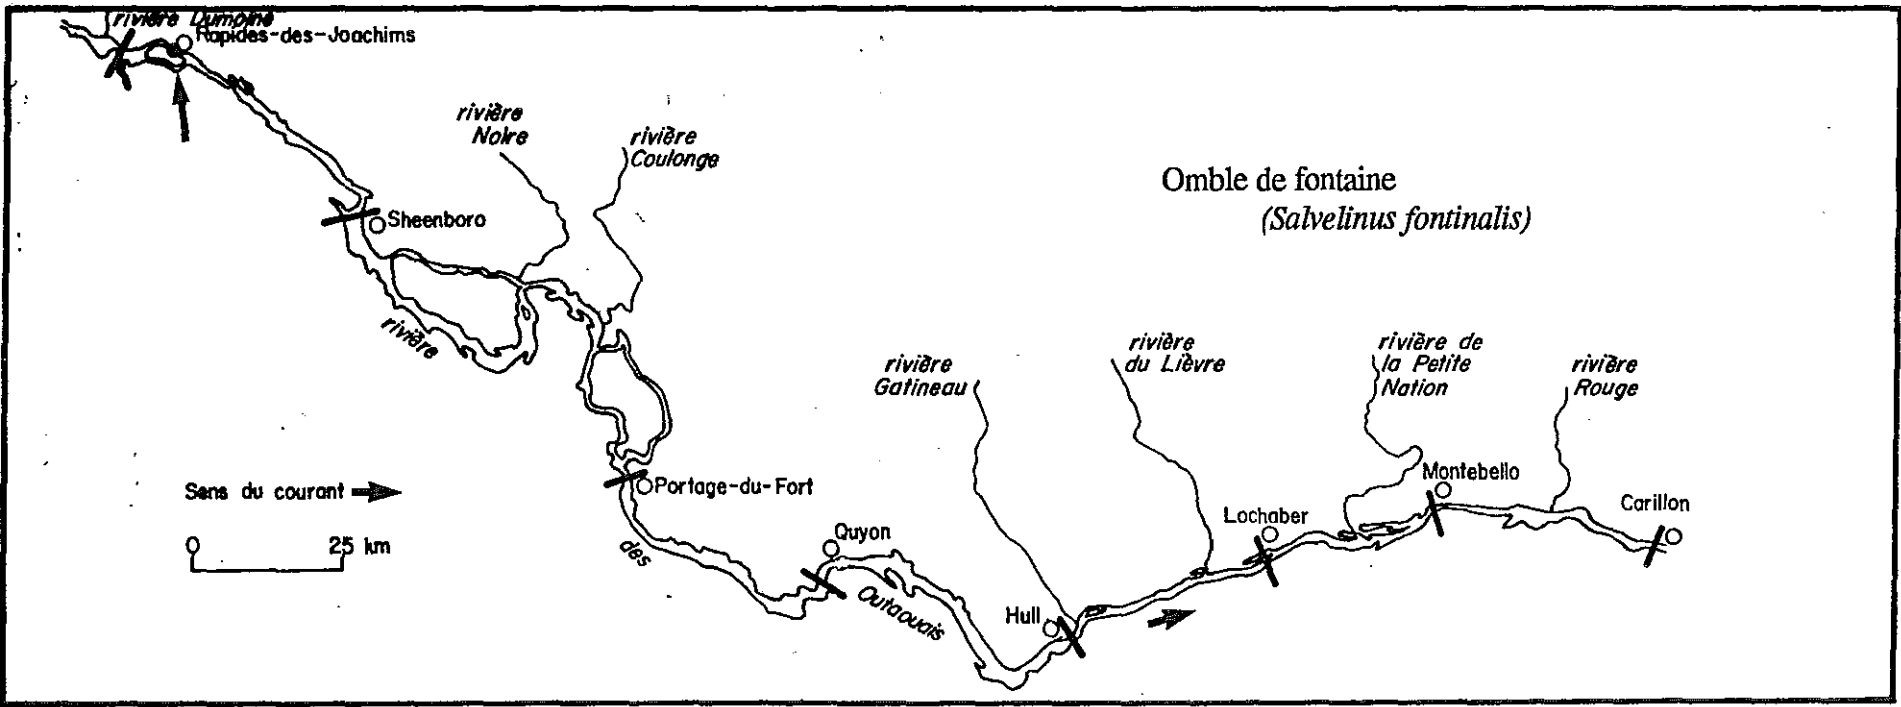 rivière Dumoine
Rapides-des-Joachims
rivière
Noire
rivière
Coulonge
Omble de fontaine
(Salvelinus fontinalis)
Sheenboro
rivière
rivière
Gatineau
rivière
du Lièvre
rivière de
la Petite
Nation
rivière
Rouge
Sens du courant
Portage-du-Fort
Montebello
Carillon
Lochaber
0 25 km
des
Quyon
Outaouais
Hull